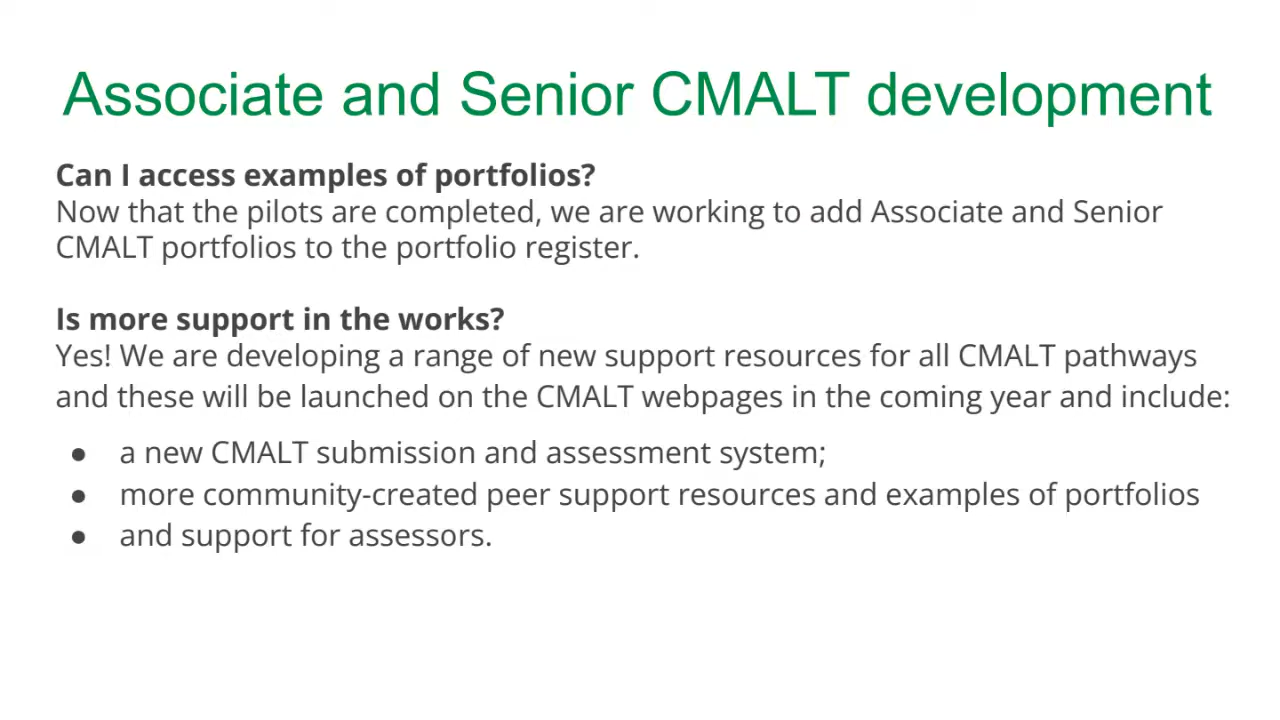 Associate and Senior CMALT development
Can I access examples of portfolios?
Now that the pilots are completed, we are working to add Associate and Senior
CMALT portfolios to the portfolio register.
Is more support in the works?
Yes! We are developing a range of new support resources for all CMALT pathways
and these will be launched on the CMALT webpages in the coming year and include:
● a new CMALT submission and assessment system;
● more community-created peer support resources and examples of portfolios
● and support for assessors.